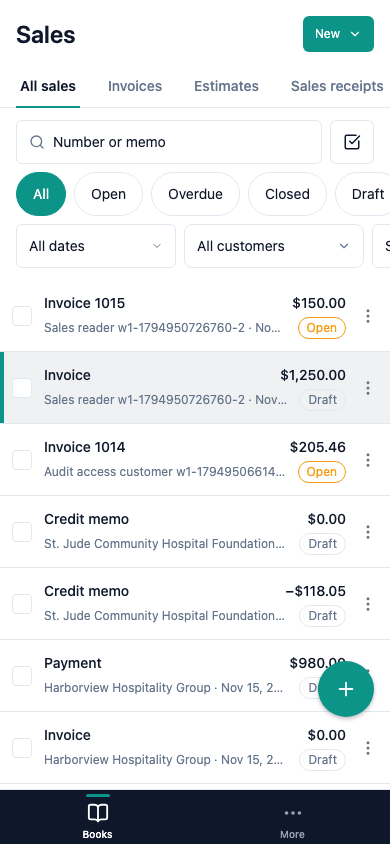 Sales
New
All sales Invoices Estimates Sales receipts
Number or memo
All Open Overdue Closed Draft
All dates All customers S
Invoice 1015 $150.00
Sales reader w1-1794950726760-2 · No... Open
Invoice $1,250.00
Sales reader w1-1794950726760-2 · Nov... Draft
Invoice 1014 $205.46
Audit access customer w1-17949506614... Open
Credit memo $0.00
St. Jude Community Hospital Foundation... Draft
Credit memo −$118.05
St. Jude Community Hospital Foundation... Draft
Payment $980.00
Harborview Hospitality Group · Nov 15, 2...
Invoice $0.00
Harborview Hospitality Group · Nov 15, 2... Draft
Books More